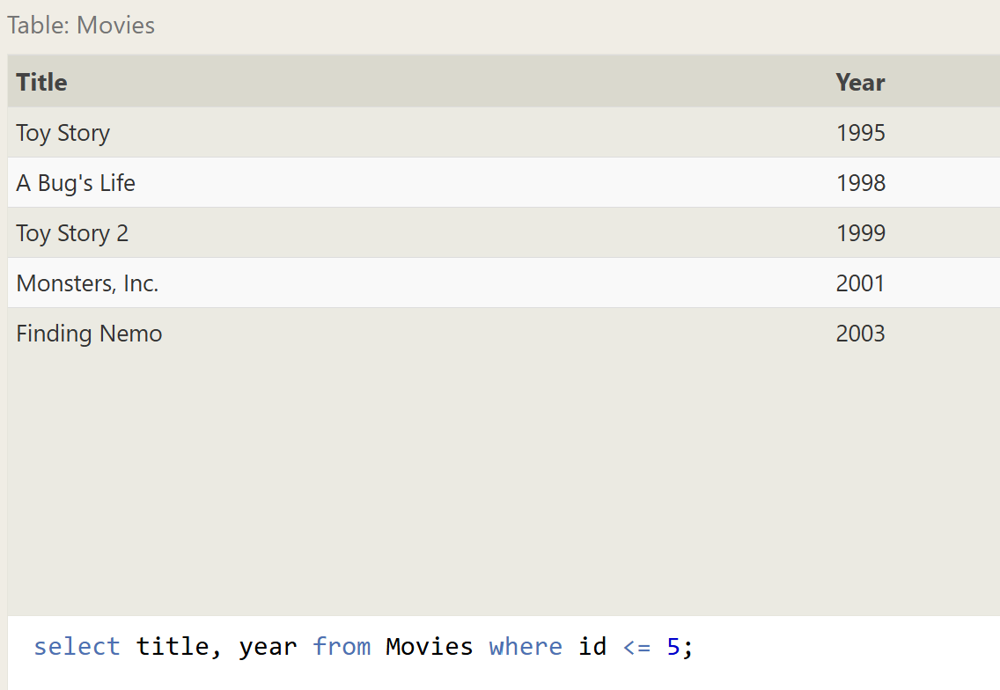 Table: Movies
Title Year
Toy Story 1995
A Bug's Life 1998
Toy Story 2 1999
Monsters, Inc. 2001
Finding Nemo 2003
select title, year from Movies where id <= 5;